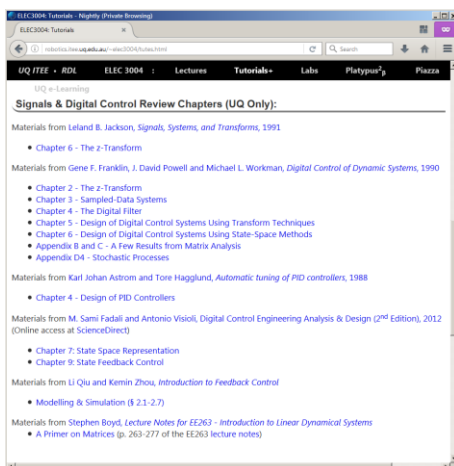 ELEC3004: Tutorials - Nightly (Private Browsing)
ELEC3004: Tutorials
robotics.itee.uq.edu.au/~elec3004/tutes.html
Search
UQ ITEE • RDL ELEC 3004 : Lectures Tutorials+ Labs Platypus²β Piazza
UQ e-Learning
Signals & Digital Control Review Chapters (UQ Only):
Materials from Leland B. Jackson, Signals, Systems, and Transforms, 1991
• Chapter 6 - The z-Transform
Materials from Gene F. Franklin, J. David Powell and Michael L. Workman, Digital Control of Dynamic Systems, 1990
• Chapter 2 - The z-Transform
• Chapter 3 - Sampled-Data Systems
• Chapter 4 - The Digital Filter
• Chapter 5 - Design of Digital Control Systems Using Transform Techniques
• Chapter 6 - Design of Digital Control Systems Using State-Space Methods
• Appendix B and C - A Few Results from Matrix Analysis
• Appendix D4 - Stochastic Processes
Materials from Karl Johan Astrom and Tore Hagglund, Automatic tuning of PID controllers, 1988
• Chapter 4 - Design of PID Controllers
Materials from M. Sami Fadali and Antonio Visioli, Digital Control Engineering Analysis & Design (2nd Edition), 2012
(Online access at ScienceDirect)
• Chapter 7: State Space Representation
• Chapter 9: State Feedback Control
Materials from Li Qiu and Kemin Zhou, Introduction to Feedback Control
• Modelling & Simulation (§ 2.1-2.7)
Materials from Stephen Boyd, Lecture Notes for EE263 - Introduction to Linear Dynamical Systems
• A Primer on Matrices (p. 263-277 of the EE263 lecture notes)